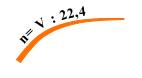 n= V : 22,4